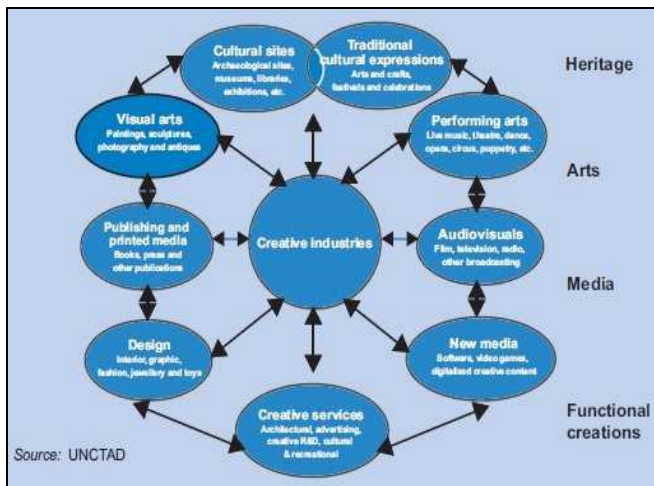 Cultural sites
Archaeological sites,
museums, libraries,
exhibitions, etc.
Traditional
cultural expressions
Arts and crafts,
festivals and celebrations
Heritage
Visual arts
Paintings, sculptures,
photography and antiques
Performing arts
Live music, theatre, dance,
opera, circus, puppetry, etc.
Arts
Publishing and
printed media
Books, press and
other publications
Creative industries
Audiovisuals
Film, television, radio,
other broadcasting
Media
Design
Interior, graphic,
fashion, jewellery and toys
New media
Software, video games,
digitalized creative content
Creative services
Architectural, advertising,
creative R&D, cultural
& recreational
Functional
creations
Source: UNCTAD